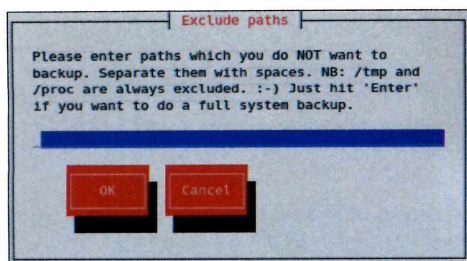 Exclude paths
Please enter paths which you do NOT want to
backup. Separate them with spaces. NB: /tmp and
/proc are always excluded. :-) Just hit 'Enter'
if you want to do a full system backup.
OK
Cancel